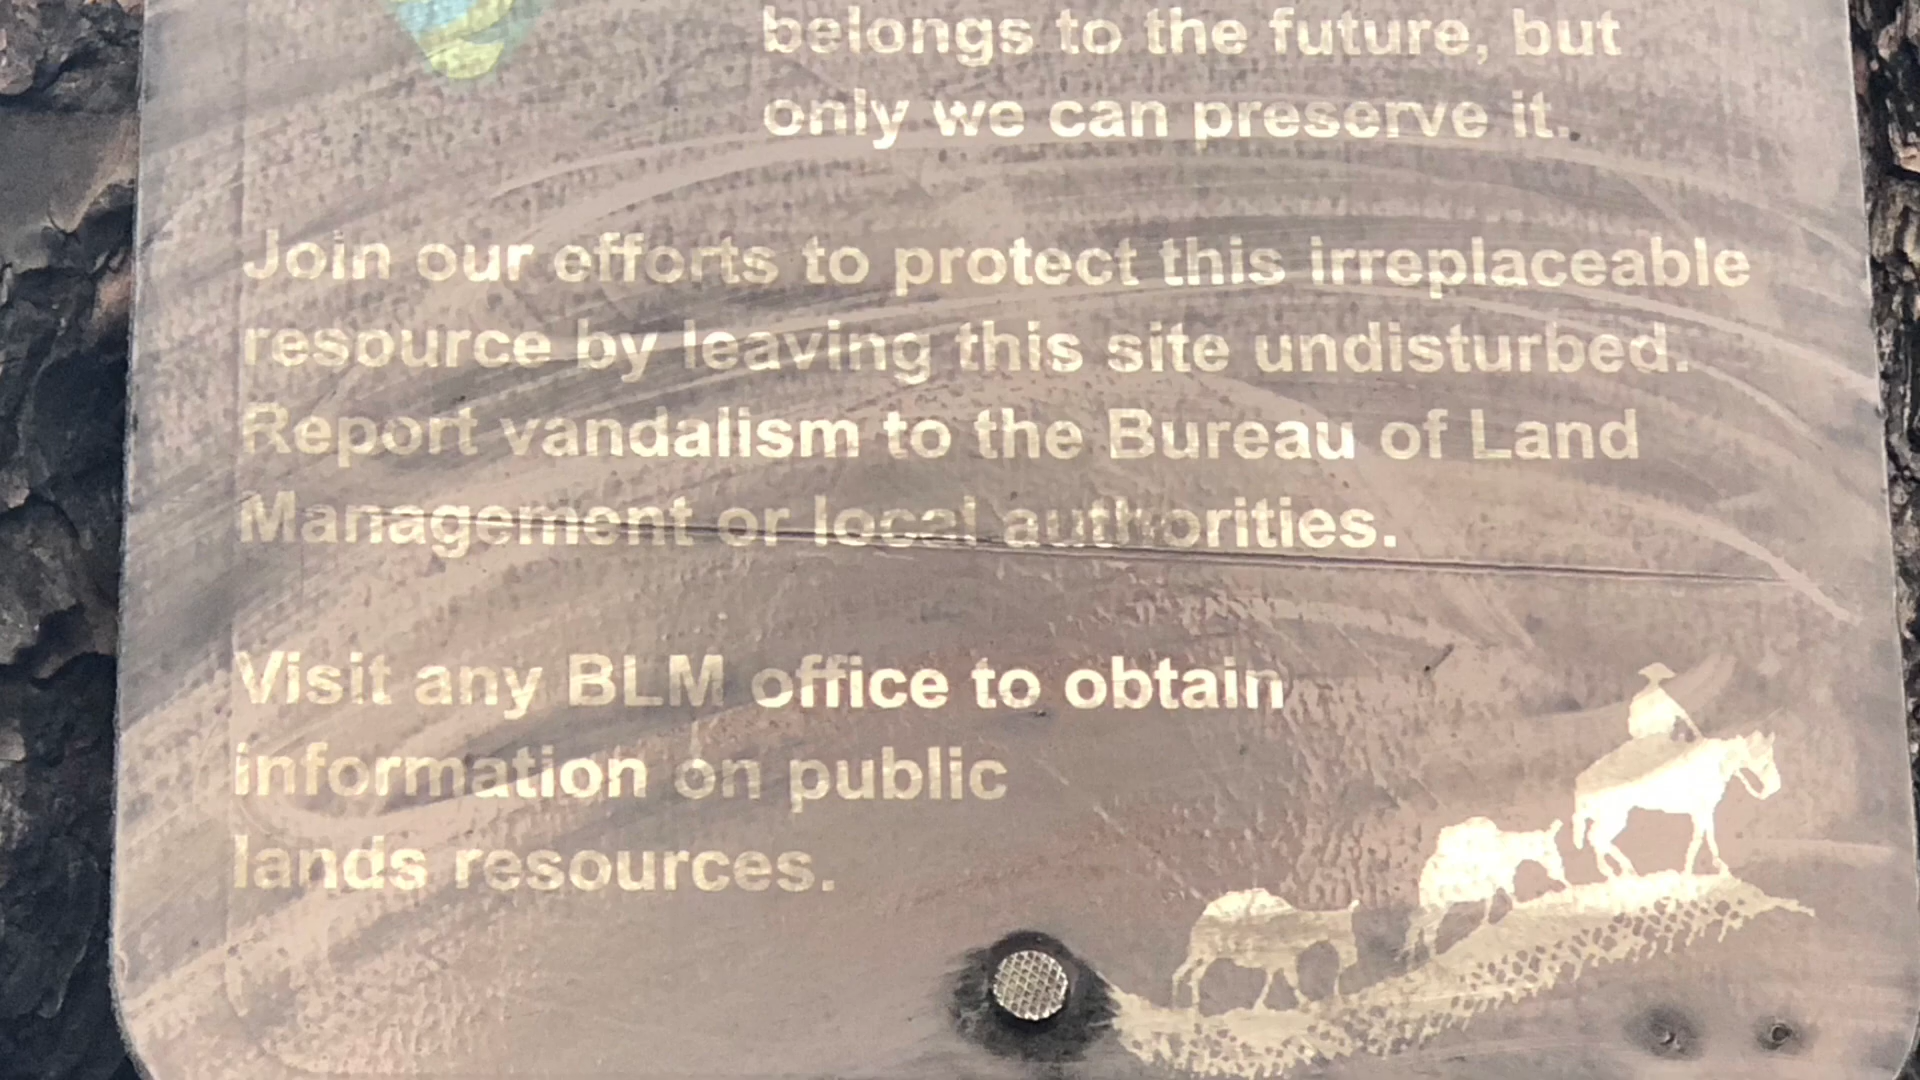 belongs to the future, but
only we can preserve it.
Join our efforts to protect this irreplaceable
resource by leaving this site undisturbed.
Report vandalism to the Bureau of Land
Management or local authorities.
Visit any BLM office to obtain
information on public
lands resources.